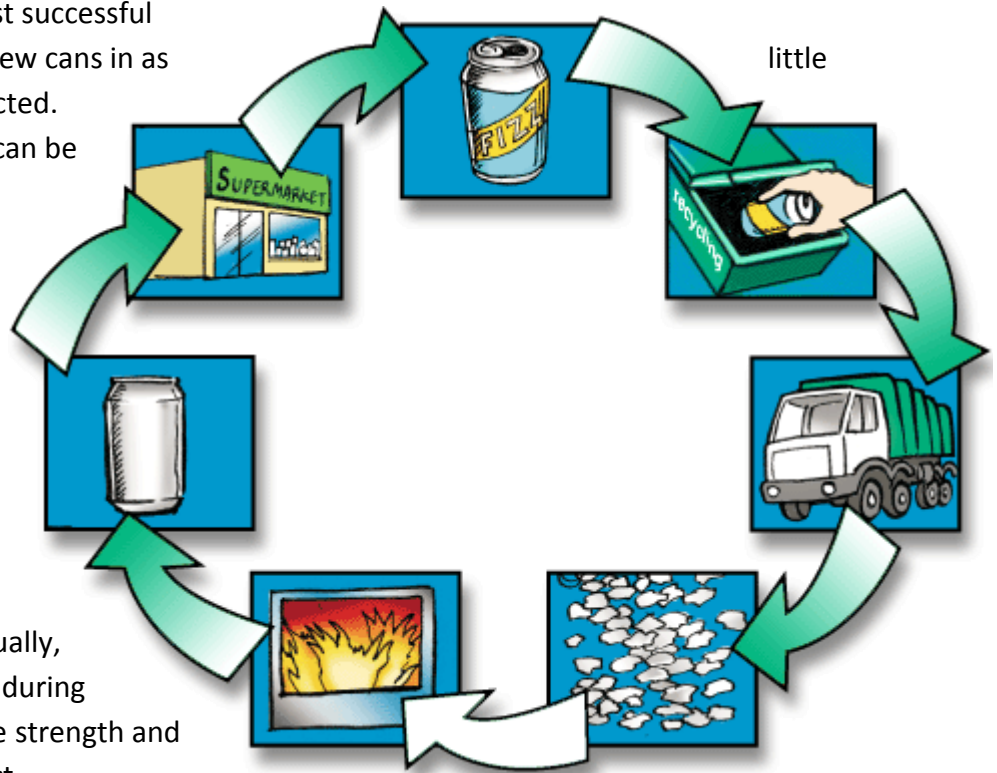 st successful
ew cans in as little
cted.
can be
FIZZ
SUPERMARKET
recycling
ually,
during
e strength and